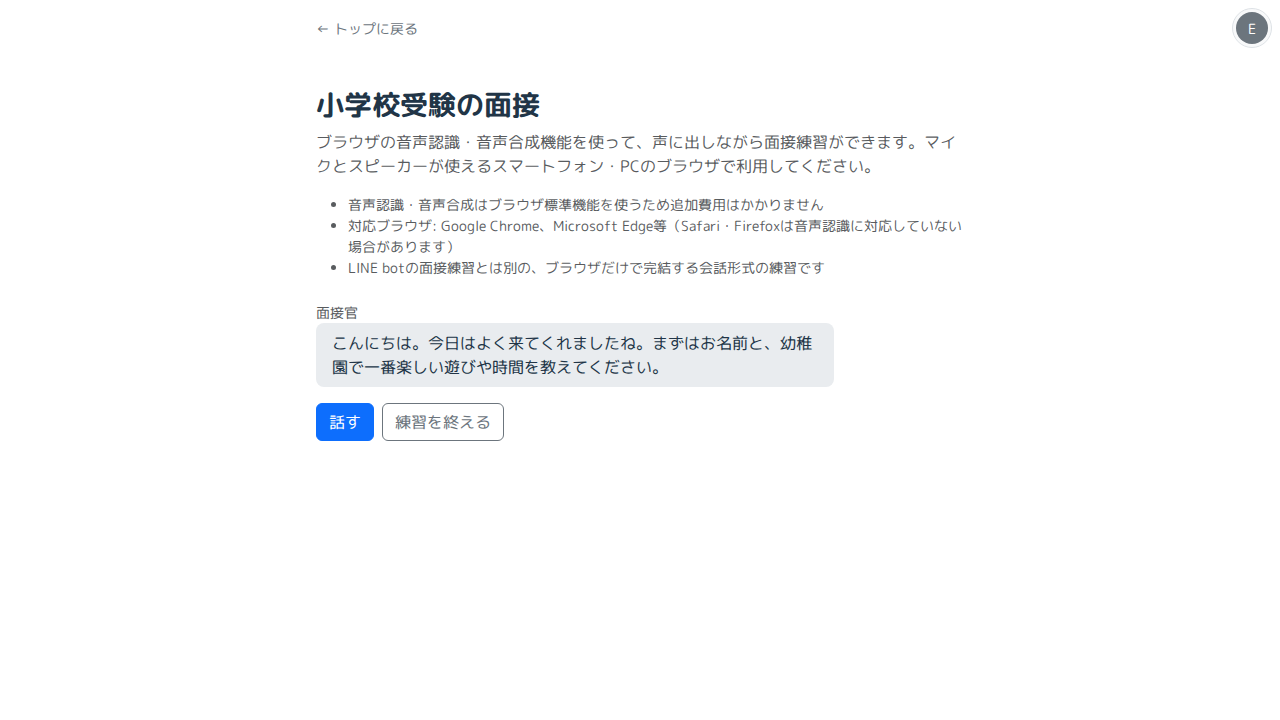 ← トップに戻る
E
小学校受験の面接
ブラウザの音声認識・音声合成機能を使って、声に出しながら面接練習ができます。マイ
クとスピーカーが使えるスマートフォン・PCのブラウザで利用してください。
• 音声認識・音声合成はブラウザ標準機能を使うため追加費用はかかりません
• 対応ブラウザ: Google Chrome、Microsoft Edge等（Safari・Firefoxは音声認識に対応していない
場合があります）
• LINE botの面接練習とは別の、ブラウザだけで完結する会話形式の練習です
面接官
こんにちは。今日はよく来てくれましたね。まずはお名前と、幼稚
園で一番楽しい遊びや時間を教えてください。
話す
練習を終える